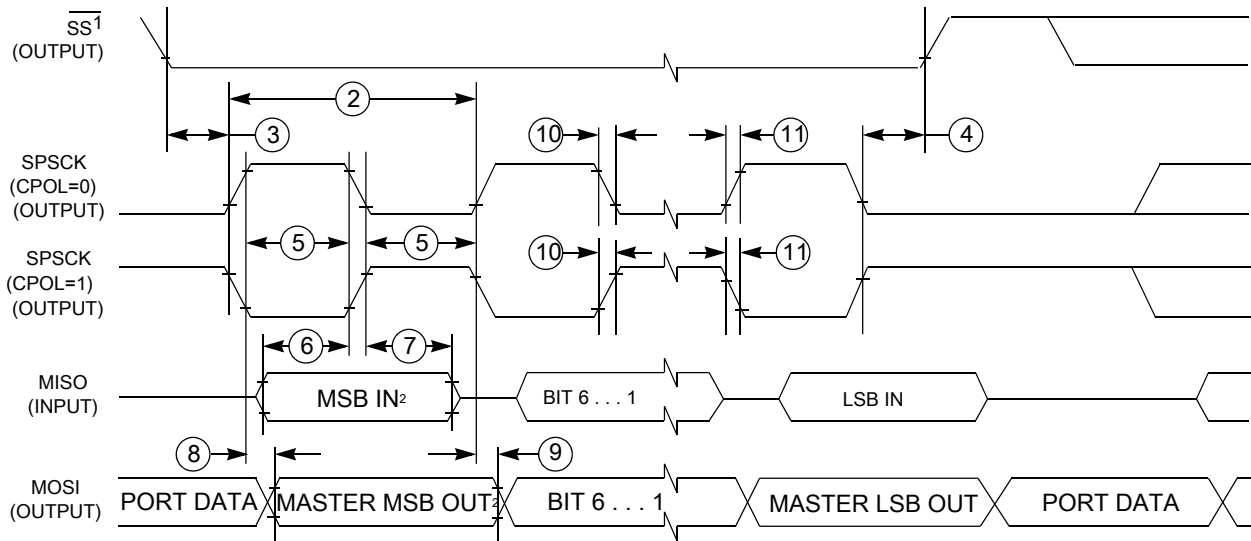 SS1
(OUTPUT)
2
3
10
11
4
SPSCK
(CPOL=0)
(OUTPUT)
5
5
SPSCK
(CPOL=1)
(OUTPUT)
10
11
6
7
MISO
(INPUT)
MSB IN2
BIT 6 . . . 1
LSB IN
8
9
MOSI
(OUTPUT)
PORT DATA
MASTER MSB OUT2
BIT 6 . . . 1
MASTER LSB OUT
PORT DATA